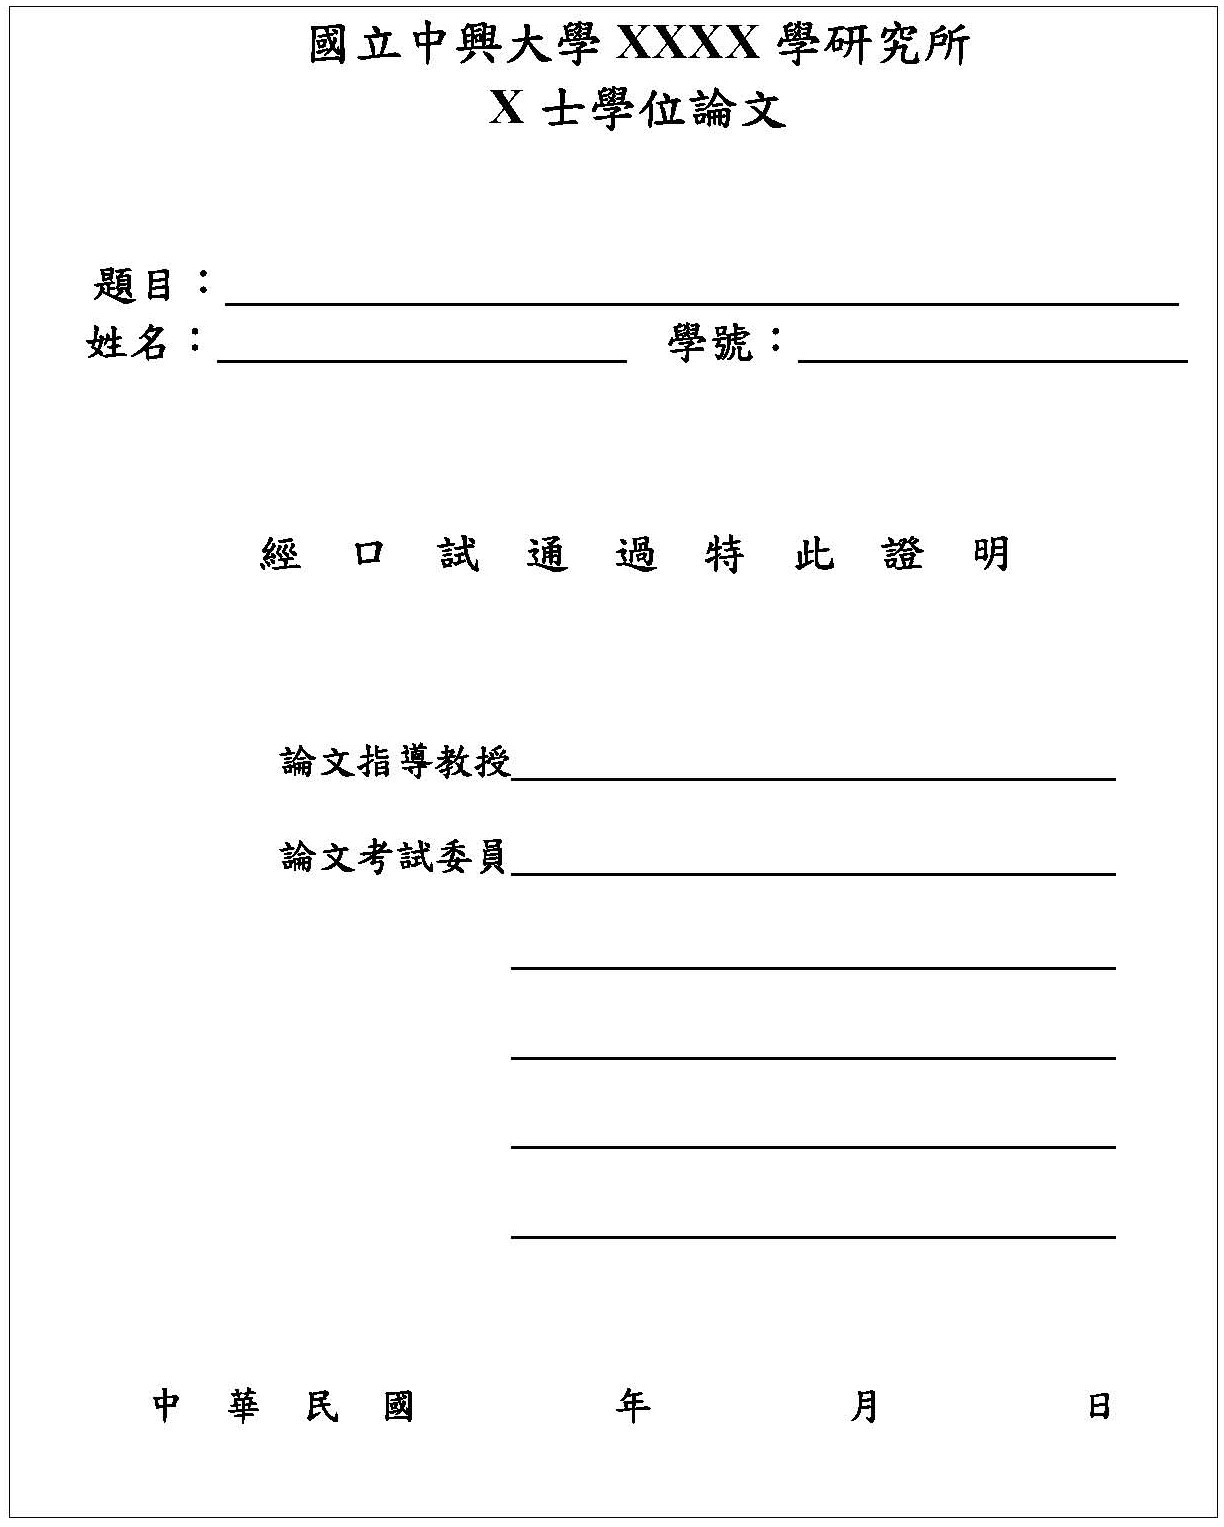 國立中興大學 XXXX 學研究所
X 士學位論文
題目：
姓名： 學號：
經 口 試 通 過 特 此 證 明
論文指導教授
論文考試委員
中 華 民 國 年 月 日